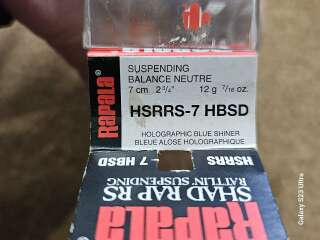 RAPALA
Rapala
SUSPENDING
BALANCE NEUTRE
7 cm 2 3/4" 12 g 7/16 oz.
HSRRS-7 HBSD
HOLOGRAPHIC BLUE SHINER
BLEUE ALOSE HOLOGRAPHIQUE
HSRRS
-7 HBSD
SHAD RAP RS
RATTLIN' SUSPENDING
Rapala
Galaxy S23 Ultra